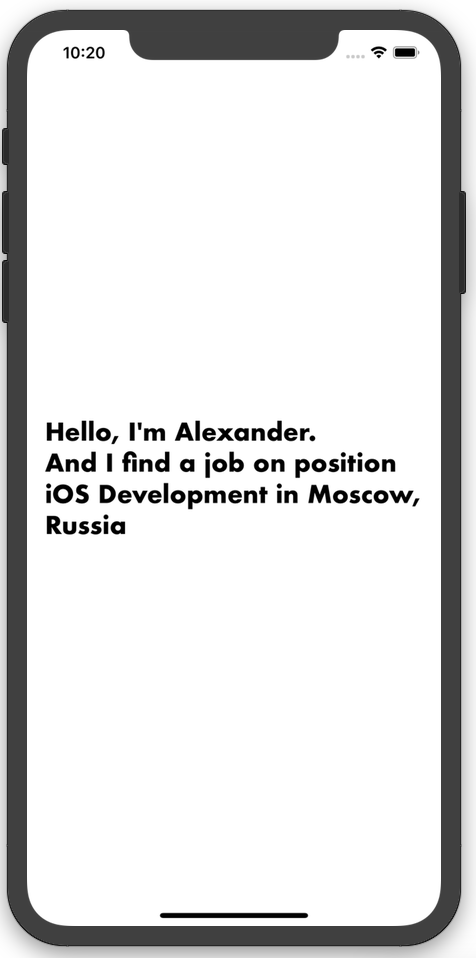 10:20
Hello, I'm Alexander.
And I find a job on position
iOS Development in Moscow,
Russia